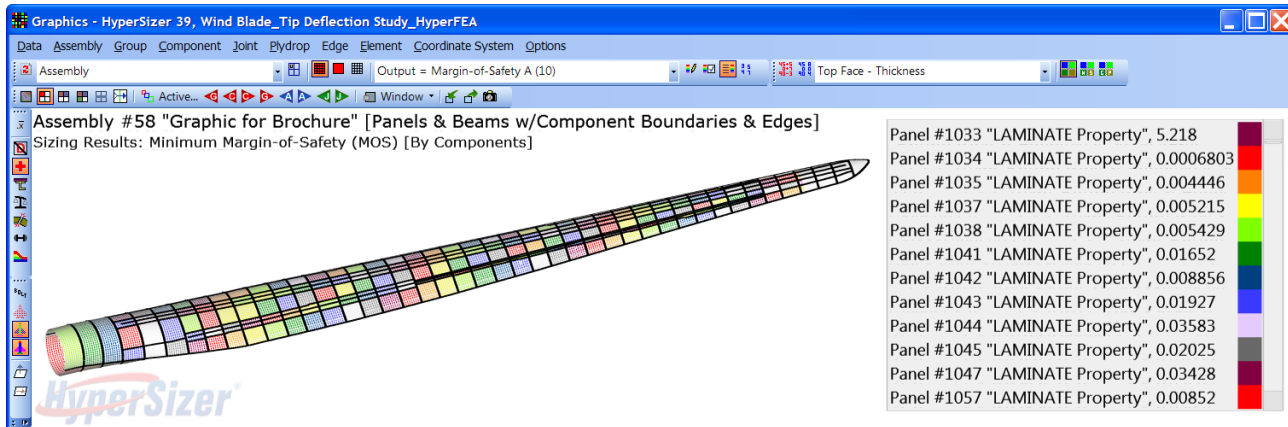 Graphics - HyperSizer 39, Wind Blade_Tip Deflection Study_HyperFEA
Data Assembly Group Component Joint Plydrop Edge Element Coordinate System Options
Assembly
Output = Margin-of-Safety A (10)
Top Face - Thickness
Active...
Window
Assembly #58 "Graphic for Brochure" [Panels & Beams w/Component Boundaries & Edges]
Sizing Results: Minimum Margin-of-Safety (MOS) [By Components]
Panel #1033 "LAMINATE Property", 5.218
Panel #1034 "LAMINATE Property", 0.0006803
Panel #1035 "LAMINATE Property", 0.004446
Panel #1037 "LAMINATE Property", 0.005215
Panel #1038 "LAMINATE Property", 0.005429
Panel #1041 "LAMINATE Property", 0.01652
Panel #1042 "LAMINATE Property", 0.008856
Panel #1043 "LAMINATE Property", 0.01927
Panel #1044 "LAMINATE Property", 0.03583
Panel #1045 "LAMINATE Property", 0.02025
Panel #1047 "LAMINATE Property", 0.03428
Panel #1057 "LAMINATE Property", 0.00852
HyperSizer